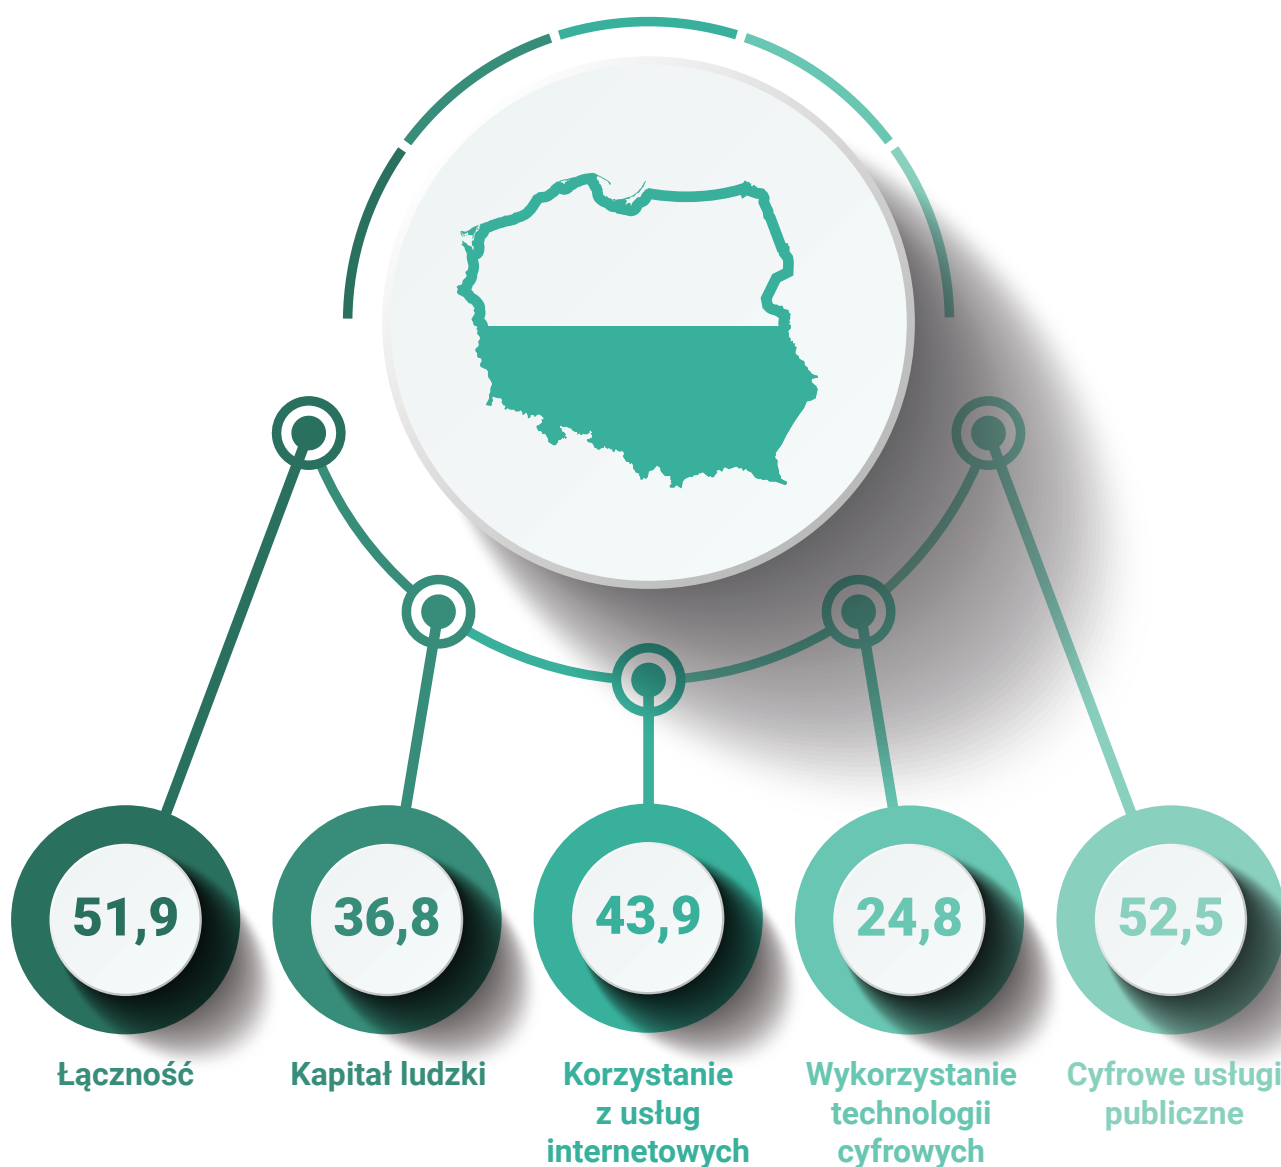 51,9
36,8
43,9
24,8
52,5
Łączność
Kapitał ludzki
Korzystanie
z usług
internetowych
Wykorzystanie
technologii
cyfrowych
Cyfrowe usługi
publiczne